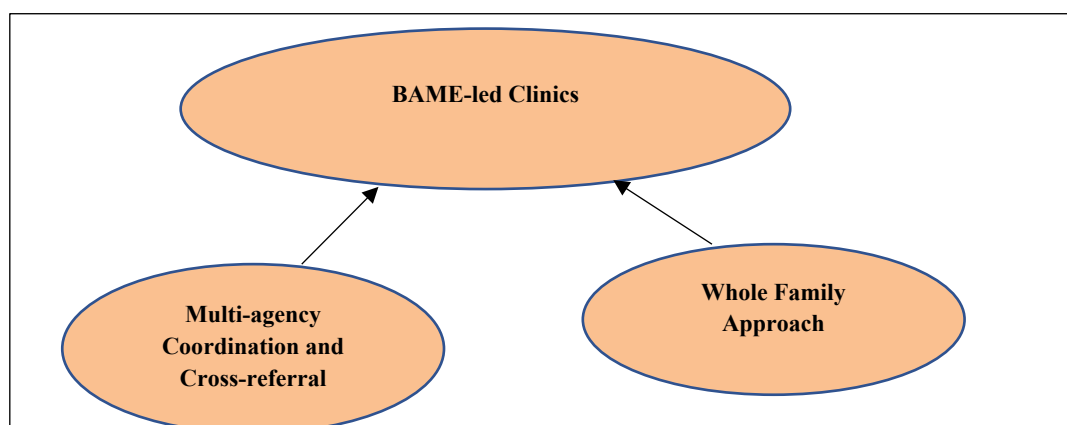 BAME-led Clinics
Multi-agency
Coordination and
Cross-referral
Whole Family
Approach